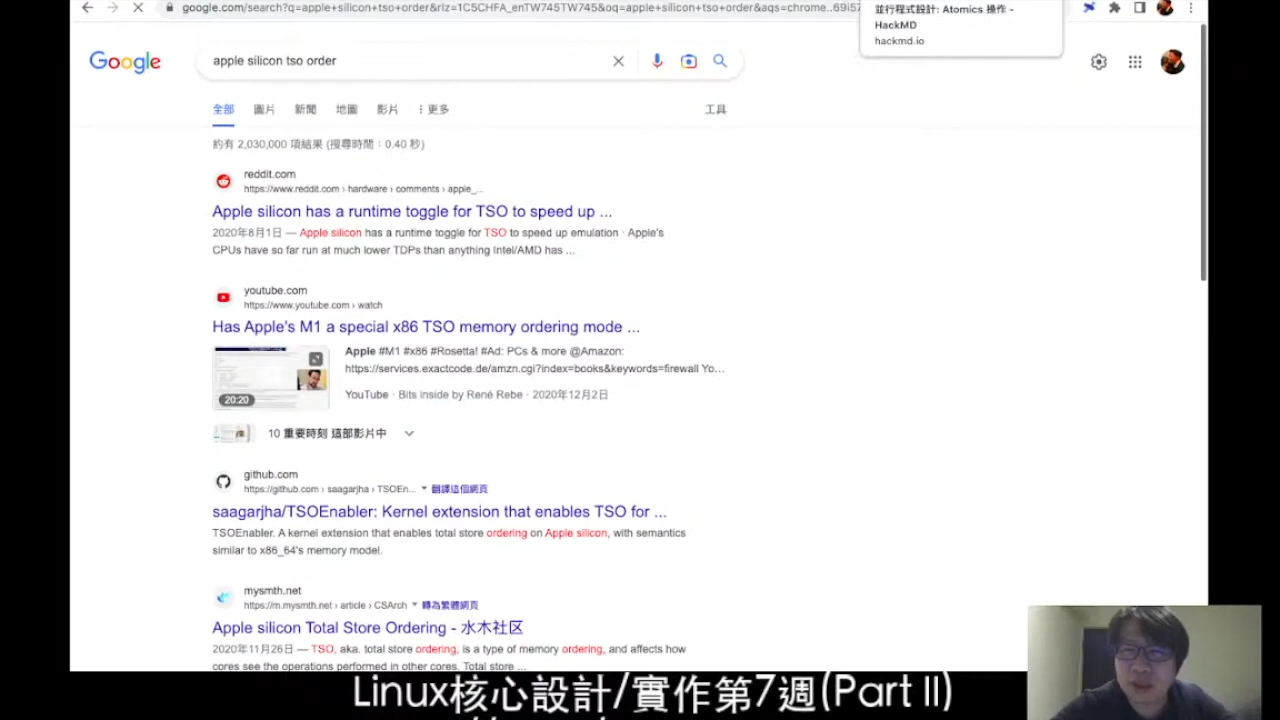 google.com/search?q=apple+silicon+tso+order&rlz=1C5CHFA_enTW745TW745&oq=apple+silicon+tso+order&aqs=chrome..69i57
並行程式設計: Atomics 操作 -
HackMD
hackmd.io
Google
apple silicon tso order
全部 圖片 新聞 地圖 影片 更多 工具
約有 2,030,000 項結果 (搜尋時間：0.40 秒)
reddit.com
https://www.reddit.com › hardware › comments › apple_...
Apple silicon has a runtime toggle for TSO to speed up ...
2020年8月1日 — Apple silicon has a runtime toggle for TSO to speed up emulation · Apple's
CPUs have so far run at much lower TDPs than anything Intel/AMD has ...
youtube.com
https://www.youtube.com › watch
Has Apple's M1 a special x86 TSO memory ordering mode ...
Apple #M1 #x86 #Rosetta! #Ad: PCs & more @Amazon:
https://services.exactcode.de/amzn.cgi?index=books&keywords=firewall Yo...
20:20
YouTube · Bits inside by René Rebe · 2020年12月2日
10 重要時刻 這部影片中
github.com
https://github.com › saagarjha › TSOEn... 翻譯這個網頁
saagarjha/TSOEnabler: Kernel extension that enables TSO for ...
TSOEnabler. A kernel extension that enables total store ordering on Apple silicon, with semantics
similar to x86_64's memory model.
mysmth.net
https://m.mysmth.net › article › CSArch 轉為繁體網頁
Apple silicon Total Store Ordering - 水木社区
2020年11月26日 — TSO, aka. total store ordering, is a type of memory ordering, and affects how
cores see the operations performed in other cores. Total store ...
Linux核心設計/實作第7週(Part II)